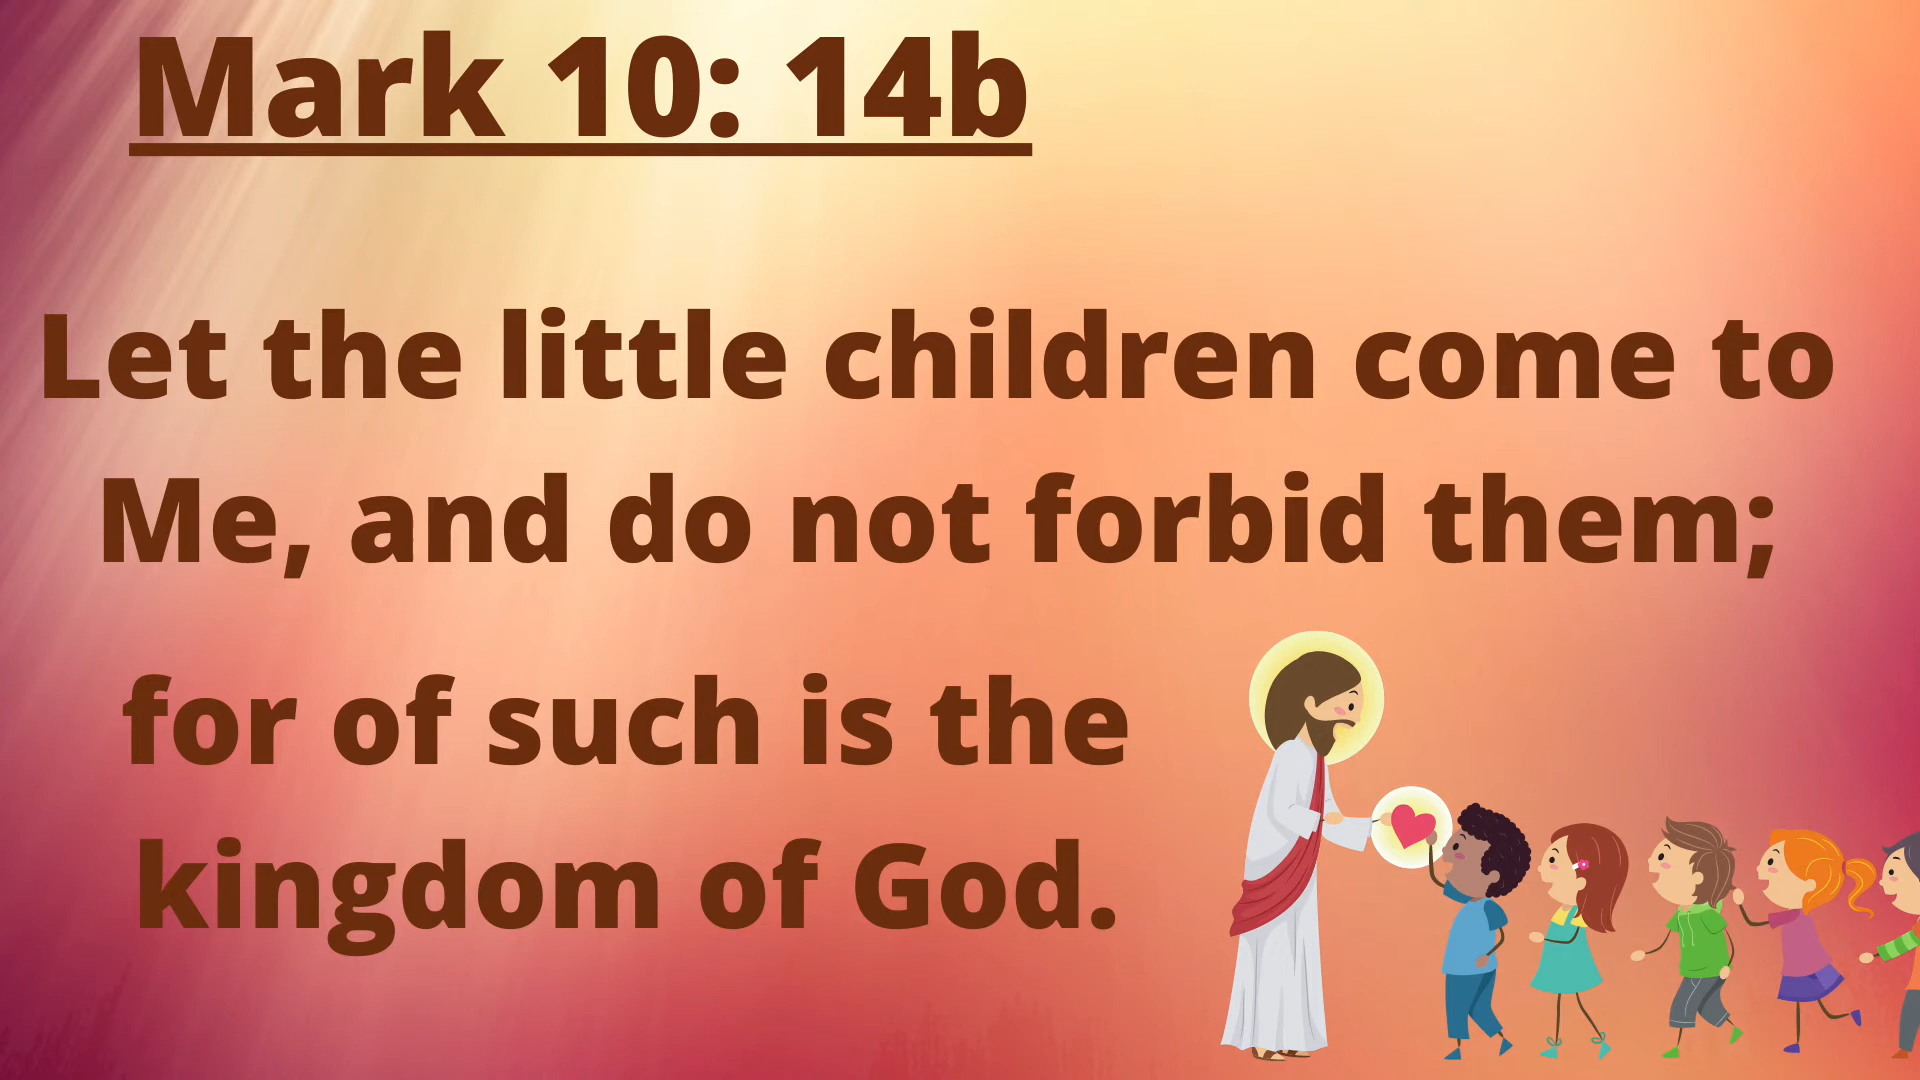 Mark 10: 14b
Let the little children come to
Me, and do not forbid them;
for of such is the
kingdom of God.